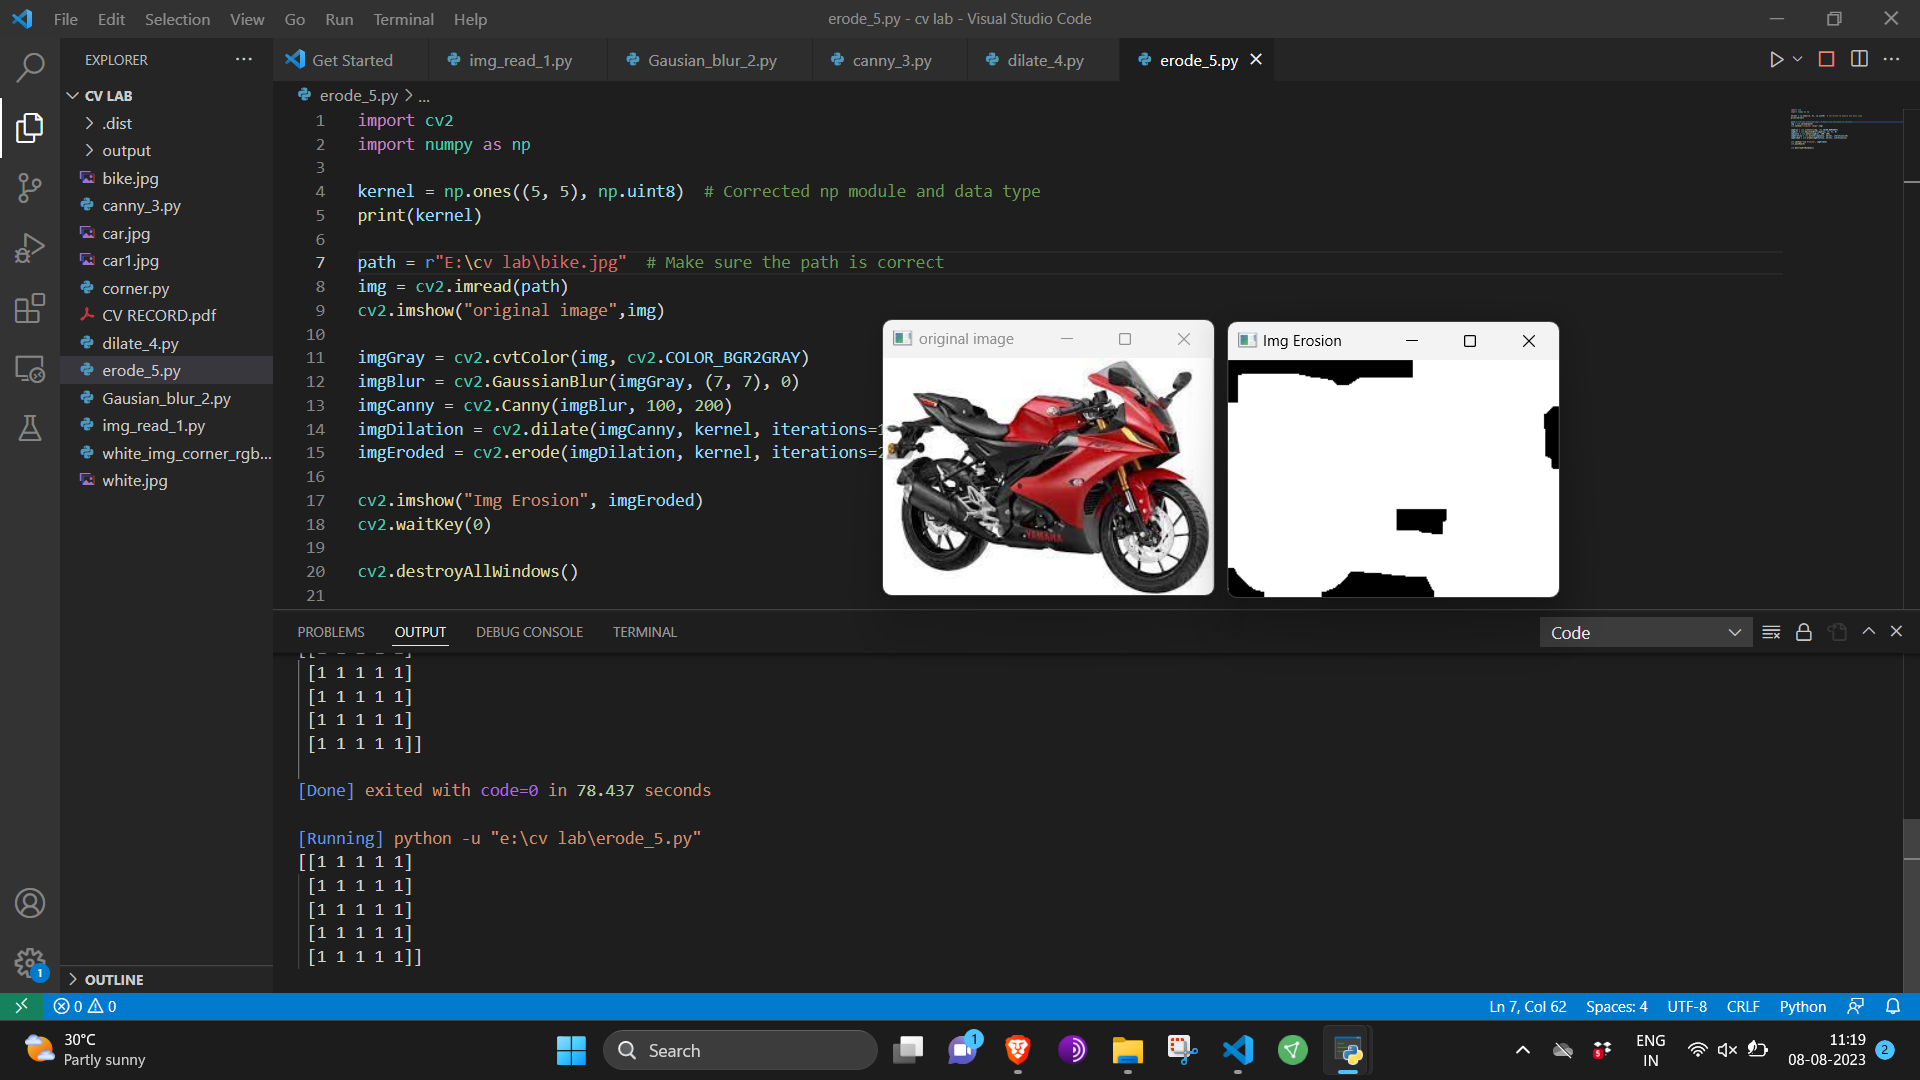 File Edit Selection View Go Run Terminal Help
erode_5.py - cv lab - Visual Studio Code
EXPLORER
Get Started
img_read_1.py
Gausian_blur_2.py
canny_3.py
dilate_4.py
erode_5.py
CV LAB
.dist
output
bike.jpg
canny_3.py
car.jpg
car1.jpg
corner.py
CV RECORD.pdf
dilate_4.py
erode_5.py
Gausian_blur_2.py
img_read_1.py
white_img_corner_rgb...
white.jpg
OUTLINE
erode_5.py > ...
1 import cv2
2 import numpy as np
3
4 kernel = np.ones((5, 5), np.uint8)  # Corrected np module and data type
5 print(kernel)
6
7 path = r"E:\cv lab\bike.jpg"  # Make sure the path is correct
8 img = cv2.imread(path)
9 cv2.imshow("original image",img)
10
11 imgGray = cv2.cvtColor(img, cv2.COLOR_BGR2GRAY)
12 imgBlur = cv2.GaussianBlur(imgGray, (7, 7), 0)
13 imgCanny = cv2.Canny(imgBlur, 100, 200)
14 imgDilation = cv2.dilate(imgCanny, kernel, iterations=1
15 imgEroded = cv2.erode(imgDilation, kernel, iterations=2
16
17 cv2.imshow("Img Erosion", imgEroded)
18 cv2.waitKey(0)
19
20 cv2.destroyAllWindows()
21
original image
YAMAHA
Img Erosion
PROBLEMS OUTPUT DEBUG CONSOLE TERMINAL
Code
[1 1 1 1 1]
[1 1 1 1 1]
[1 1 1 1 1]
[1 1 1 1 1]]
[Done] exited with code=0 in 78.437 seconds
[Running] python -u "e:\cv lab\erode_5.py"
[[1 1 1 1 1]
[1 1 1 1 1]
[1 1 1 1 1]
[1 1 1 1 1]
[1 1 1 1 1]]
1
0 0
Ln 7, Col 62 Spaces: 4 UTF-8 CRLF Python
30°C
Partly sunny
Search
1
5
ENG
IN
11:19
08-08-2023
2